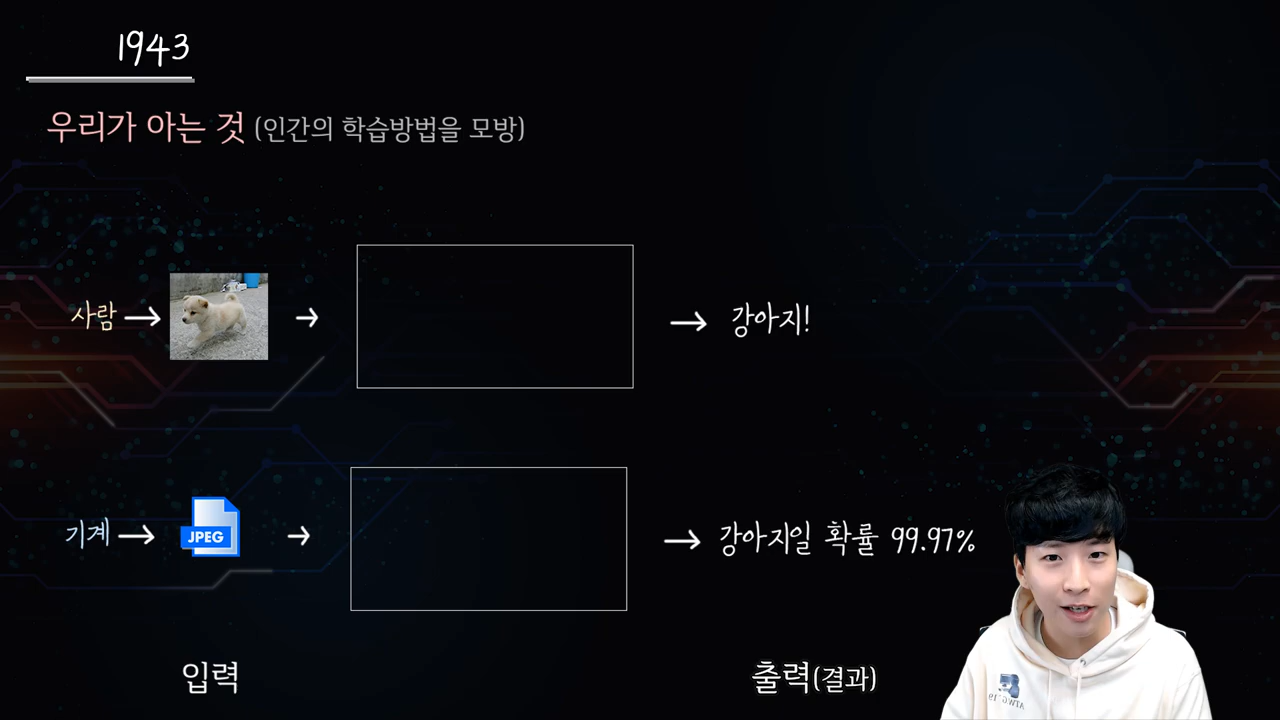 1943
우리가 아는 것 (인간의 학습방법을 모방)
사람 → → → 강아지!
기계 → JPEG → → 강아지일 확률 99.97%
입력 출력(결과)